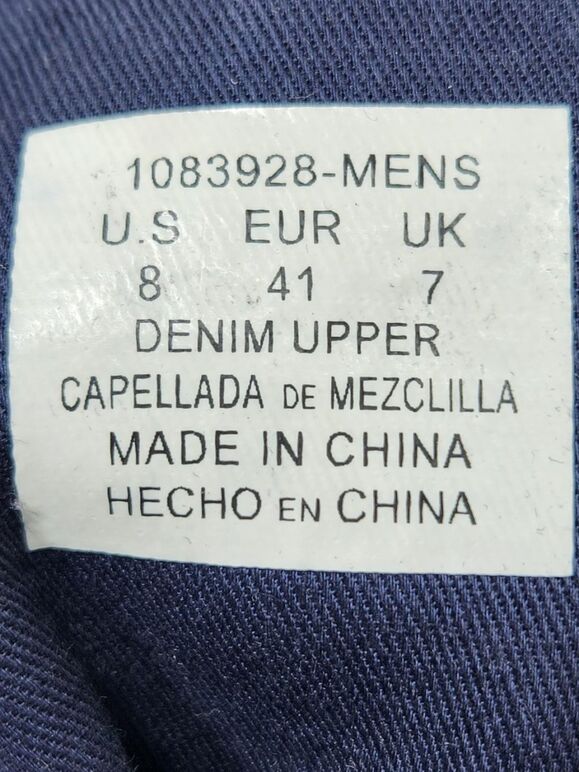 1083928-MENS
U.S EUR UK
8 41 7
DENIM UPPER
CAPELLADA DE MEZCLILLA
MADE IN CHINA
HECHO EN CHINA